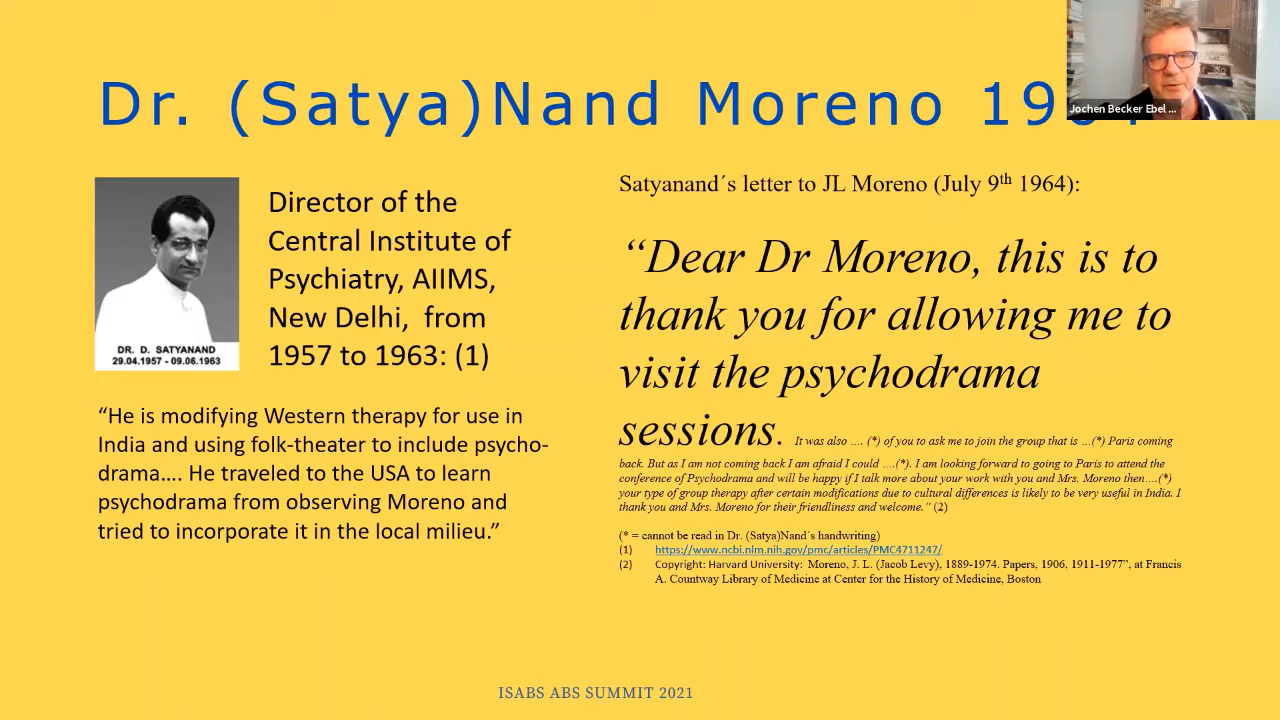 Dr. (Satya)Nand Moreno
Jochen Becker Ebel ...
DR. D. SATYANAND
29.04.1957 - 09.06.1963
Director of the
Central Institute of
Psychiatry, AIIMS,
New Delhi, from
1957 to 1963: (1)
“He is modifying Western therapy for use in
India and using folk-theater to include psycho-
drama.... He traveled to the USA to learn
psychodrama from observing Moreno and
tried to incorporate it in the local milieu.”
Satyanand´s letter to JL Moreno (July 9th 1964):
“Dear Dr Moreno, this is to
thank you for allowing me to
visit the psychodrama
sessions. It was also .... (*) of you to ask me to join the group that is ...(*) Paris coming
back. But as I am not coming back I am afraid I could ....(*). I am looking forward to going to Paris to attend the
conference of Psychodrama and will be happy if I talk more about your work with you and Mrs. Moreno then....(*)
your type of group therapy after certain modifications due to cultural differences is likely to be very useful in India. I
thank you and Mrs. Moreno for their friendliness and welcome.” (2)
(* = cannot be read in Dr. (Satya)Nand´s handwriting)
(1) https://www.ncbi.nlm.nih.gov/pmc/articles/PMC4711247/
(2) Copyright: Harvard University: Moreno, J. L. (Jacob Levy), 1889-1974. Papers, 1906, 1911-1977”, at Francis
A. Countway Library of Medicine at Center for the History of Medicine, Boston
ISABS ABS SUMMIT 2021